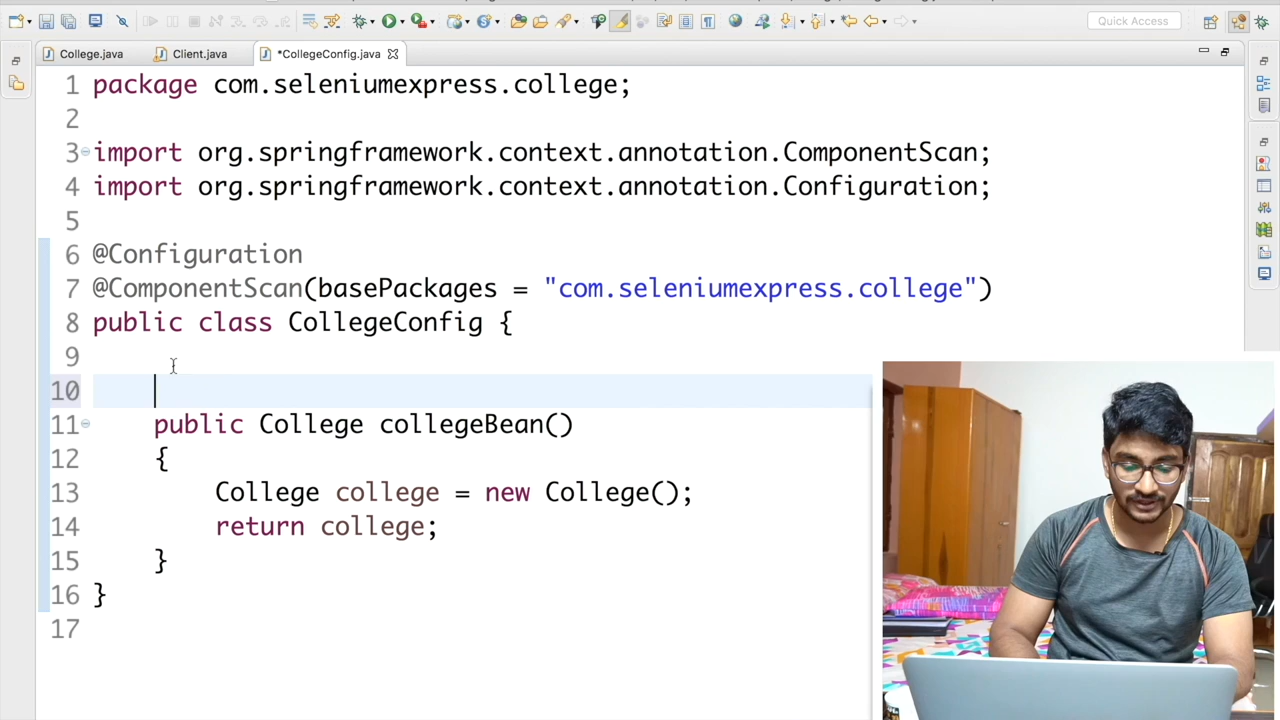 Quick Access
College.java
Client.java
*CollegeConfig.java
1 package com.seleniumexpress.college;
2
3 import org.springframework.context.annotation.ComponentScan;
4 import org.springframework.context.annotation.Configuration;
5
6 @Configuration
7 @ComponentScan(basePackages = "com.seleniumexpress.college")
8 public class CollegeConfig {
9
10
11 public College collegeBean()
12 {
13 College college = new College();
14 return college;
15 }
16 }
17